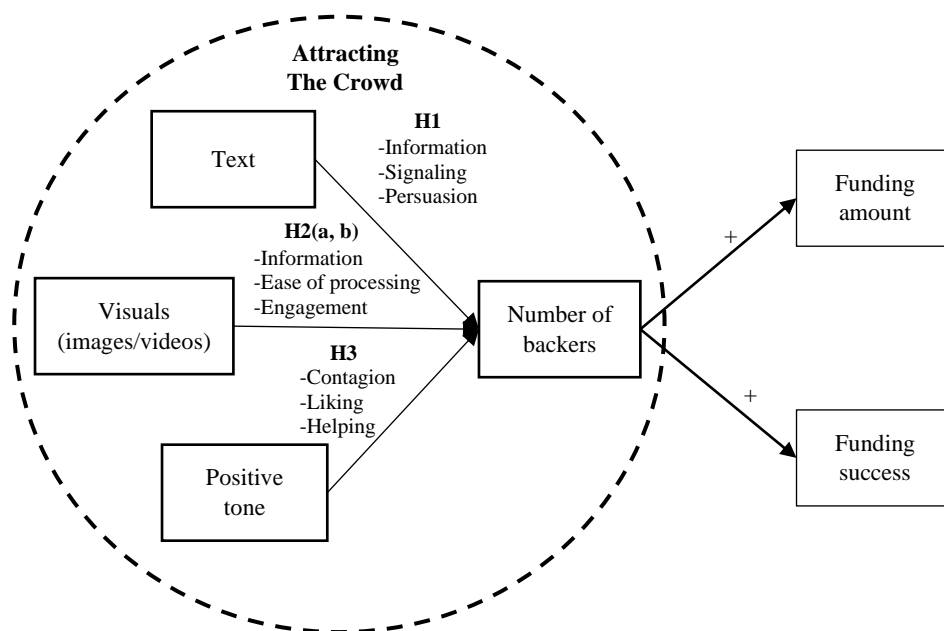 Attracting
The Crowd
Text
H1
-Information
-Signaling
-Persuasion
H2(a, b)
-Information
-Ease of processing
-Engagement
Visuals
(images/videos)
H3
-Contagion
-Liking
-Helping
Positive
tone
Number of
backers
+
Funding
amount
+
Funding
success